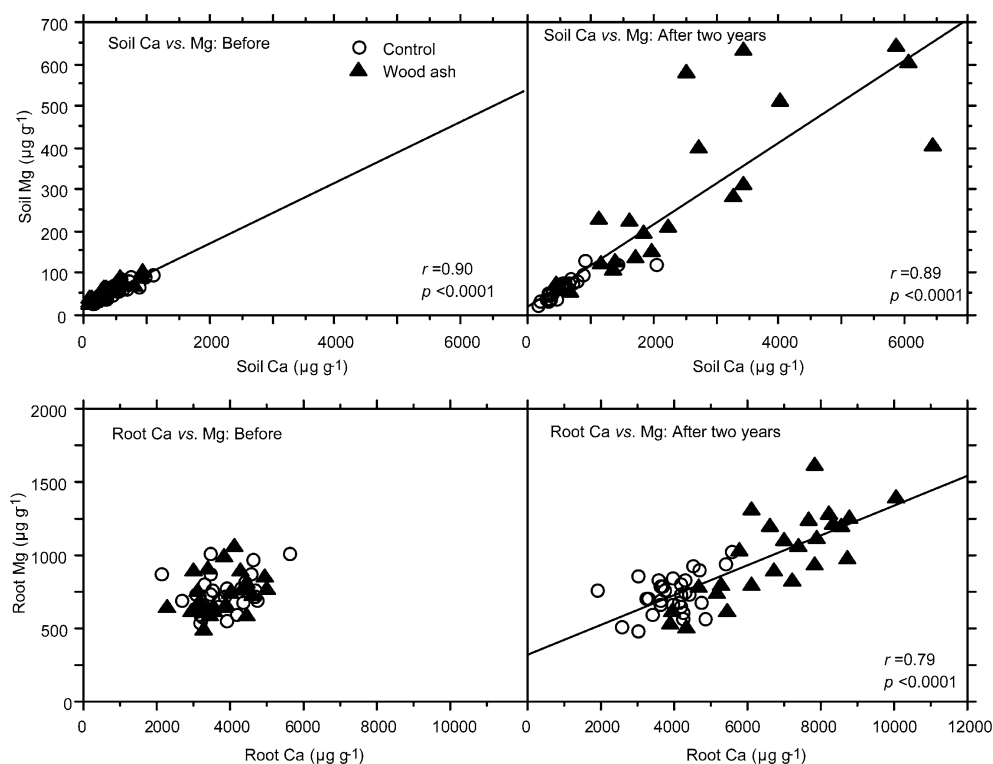 Soil Ca vs. Mg: Before
Control
Wood ash
r =0.90
p <0.0001
Soil Mg (µg g-1)
700
600
500
400
300
200
100
0
0 2000 4000 6000
Soil Ca (µg g-1)
Soil Ca vs. Mg: After two years
r =0.89
p <0.0001
0 2000 4000 6000
Soil Ca (µg g-1)
Root Ca vs. Mg: Before
Root Mg (µg g-1)
2000
1500
1000
500
0
0 2000 4000 6000 8000 10000
Root Ca (µg g-1)
Root Ca vs. Mg: After two years
r =0.79
p <0.0001
0 2000 4000 6000 8000 10000 12000
Root Ca (µg g-1)